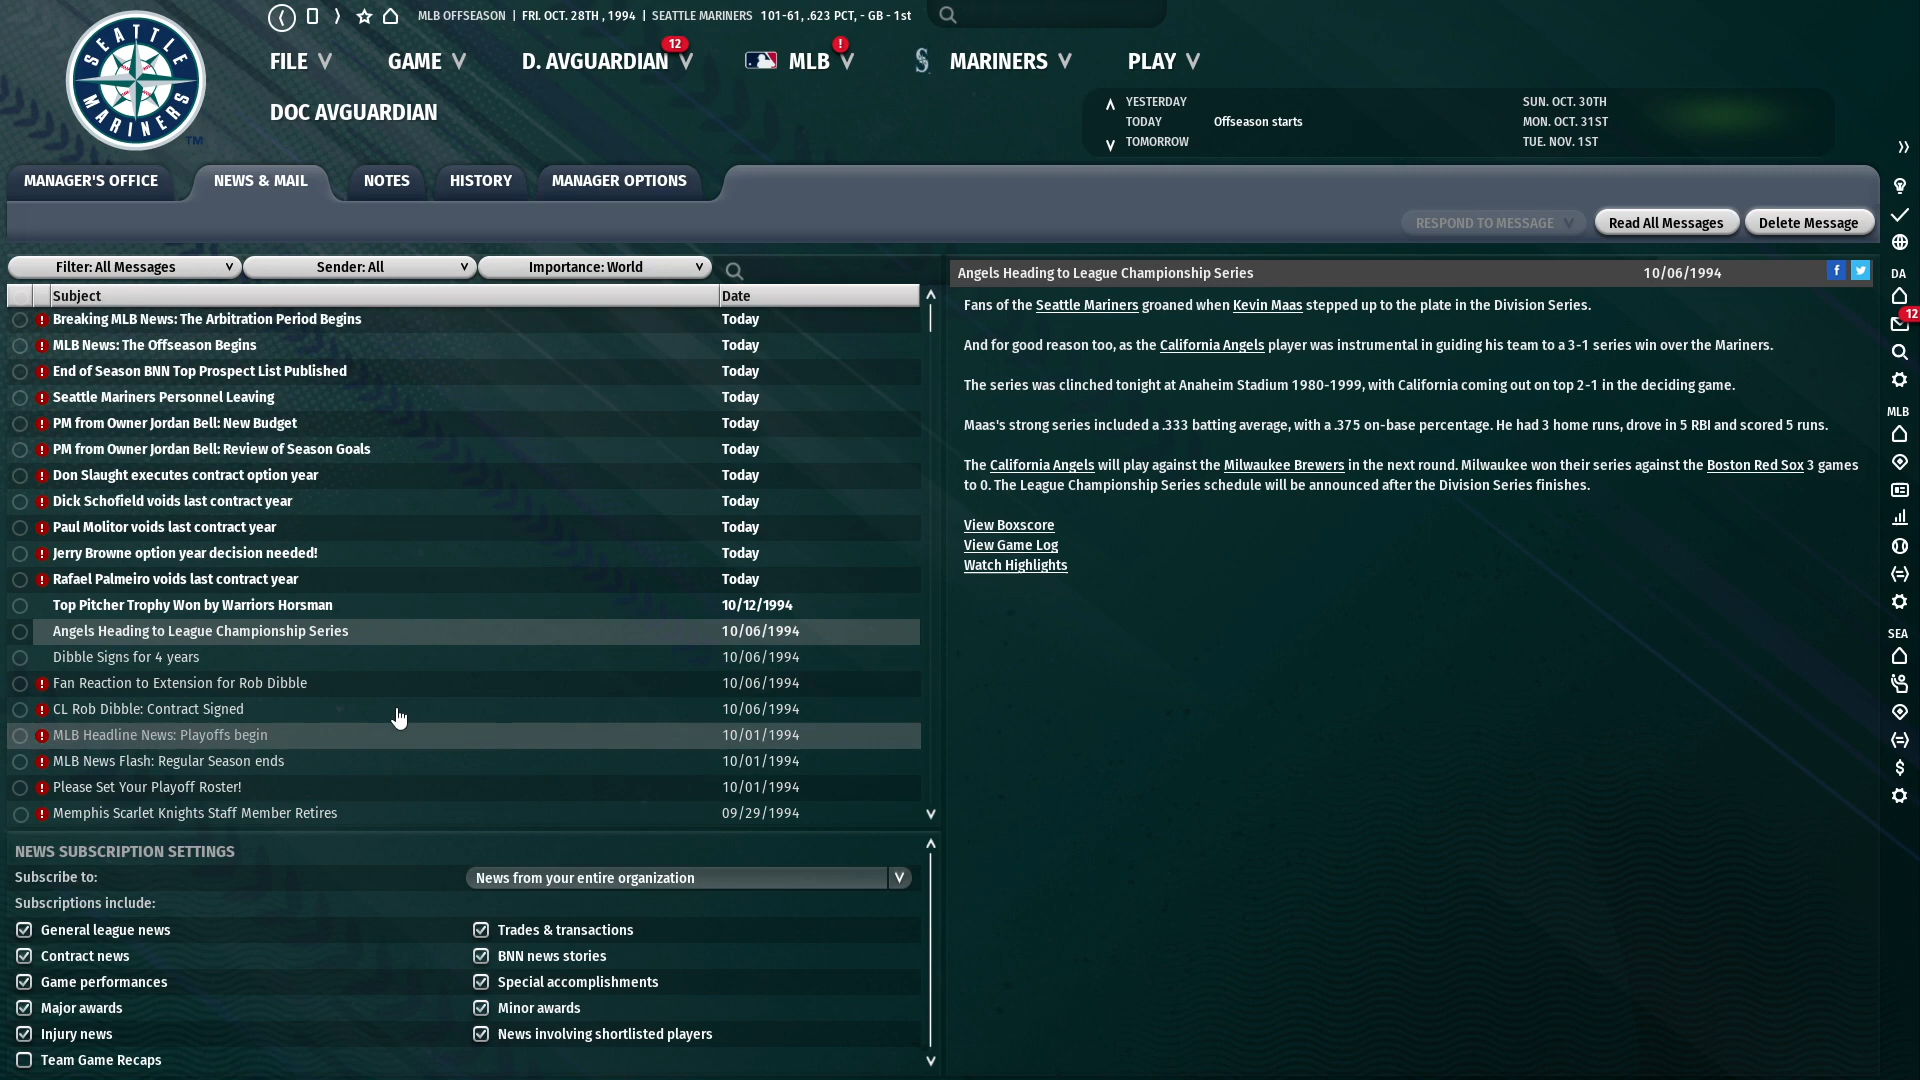 MLB OFFSEASON | FRI. OCT. 28TH , 1994 | SEATTLE MARINERS 101-61, .623 PCT, - GB - 1st
SEATTLE MARINERS
TM
FILE GAME D. AVGUARDIAN 12 MLB ! MARINERS PLAY
DOC AVGUARDIAN
YESTERDAY SUN. OCT. 30TH
TODAY Offseason starts MON. OCT. 31ST
TOMORROW TUE. NOV. 1ST
MANAGER'S OFFICE NEWS & MAIL NOTES HISTORY MANAGER OPTIONS
RESPOND TO MESSAGE Read All Messages Delete Message
Filter: All Messages Sender: All Importance: World
Subject Date
Breaking MLB News: The Arbitration Period Begins Today
MLB News: The Offseason Begins Today
End of Season BNN Top Prospect List Published Today
Seattle Mariners Personnel Leaving Today
PM from Owner Jordan Bell: New Budget Today
PM from Owner Jordan Bell: Review of Season Goals Today
Don Slaught executes contract option year Today
Dick Schofield voids last contract year Today
Paul Molitor voids last contract year Today
Jerry Browne option year decision needed! Today
Rafael Palmeiro voids last contract year Today
Top Pitcher Trophy Won by Warriors Horsman 10/12/1994
Angels Heading to League Championship Series 10/06/1994
Dibble Signs for 4 years 10/06/1994
Fan Reaction to Extension for Rob Dibble 10/06/1994
CL Rob Dibble: Contract Signed 10/06/1994
MLB Headline News: Playoffs begin 10/01/1994
MLB News Flash: Regular Season ends 10/01/1994
Please Set Your Playoff Roster! 10/01/1994
Memphis Scarlet Knights Staff Member Retires 09/29/1994
NEWS SUBSCRIPTION SETTINGS
Subscribe to: News from your entire organization
Subscriptions include:
General league news Trades & transactions
Contract news BNN news stories
Game performances Special accomplishments
Major awards Minor awards
Injury news News involving shortlisted players
Team Game Recaps
Angels Heading to League Championship Series 10/06/1994
Fans of the Seattle Mariners groaned when Kevin Maas stepped up to the plate in the Division Series.
And for good reason too, as the California Angels player was instrumental in guiding his team to a 3-1 series win over the Mariners.
The series was clinched tonight at Anaheim Stadium 1980-1999, with California coming out on top 2-1 in the deciding game.
Maas's strong series included a .333 batting average, with a .375 on-base percentage. He had 3 home runs, drove in 5 RBI and scored 5 runs.
The California Angels will play against the Milwaukee Brewers in the next round. Milwaukee won their series against the Boston Red Sox 3 games
to 0. The League Championship Series schedule will be announced after the Division Series finishes.
View Boxscore
View Game Log
Watch Highlights
DA
12
MLB
SEA